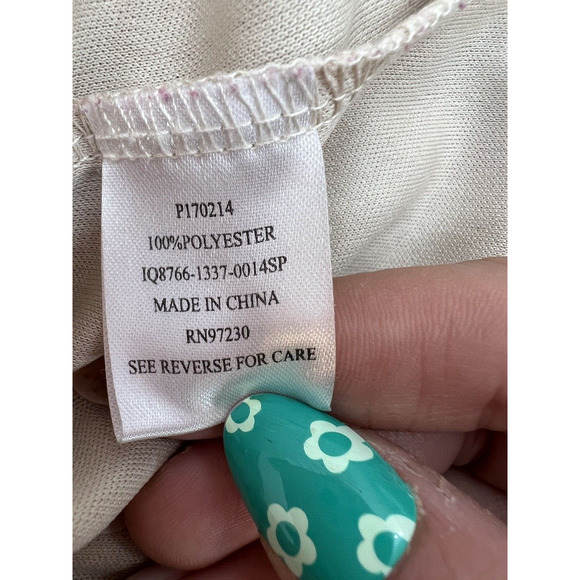 P170214
100%POLYESTER
IQ8766-1337-0014SP
MADE IN CHINA
RN97230
SEE REVERSE FOR CARE